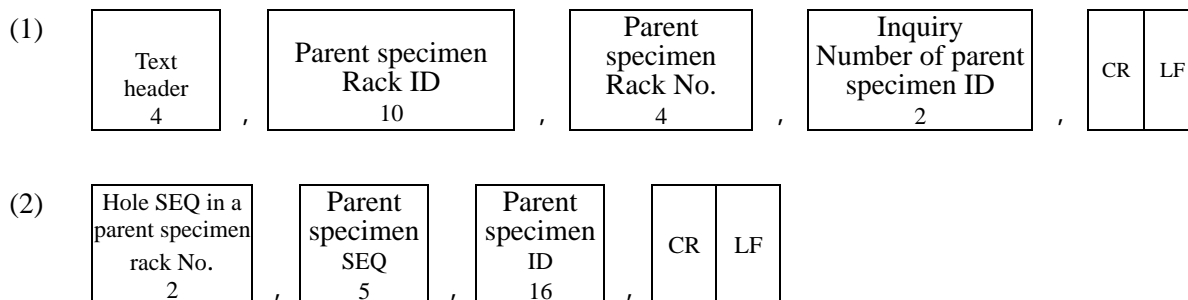 (1)
Text
header
4
,
Parent specimen
Rack ID
10
,
Parent
specimen
Rack No.
4
,
Inquiry
Number of parent
specimen ID
2
,
CR
LF
(2)
Hole SEQ in a
parent specimen
rack No.
2
,
Parent
specimen
SEQ
5
,
Parent
specimen
ID
16
,
CR
LF